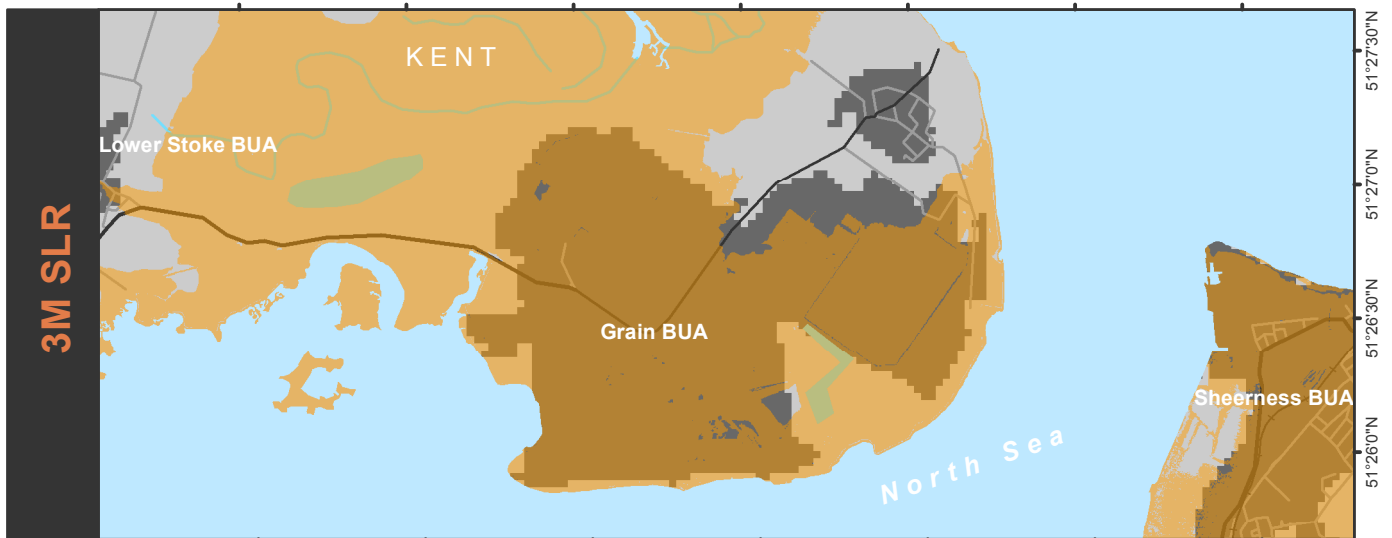 3M SLR
KENT
Lower Stoke BUA
Grain BUA
Sheerness BUA
North Sea
51°27'30"N
51°27'0"N
51°26'30"N
51°26'0"N